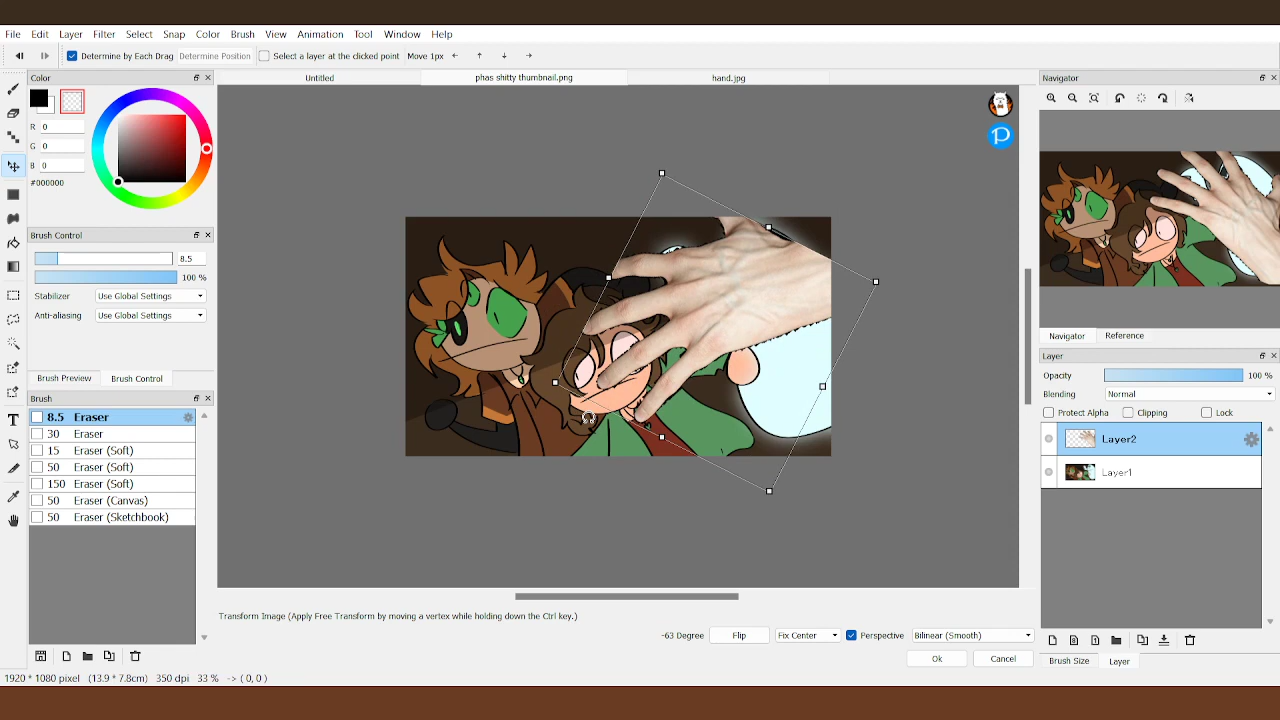 File Edit Layer Filter Select Snap Color Brush View Animation Tool Window Help
Determine by Each Drag Determine Position Select a layer at the clicked point Move 1px
Color
Untitled phas shitty thumbnail.png hand.jpg
Navigator
R 0
G 0
B 0
#000000
Brush Control
8.5
100 %
Stabilizer Use Global Settings
Anti-aliasing Use Global Settings
Brush Preview Brush Control
Brush
8.5 Eraser
30 Eraser
15 Eraser (Soft)
50 Eraser (Soft)
150 Eraser (Soft)
50 Eraser (Canvas)
50 Eraser (Sketchbook)
Navigator Reference
Layer
Opacity 100 %
Blending Normal
Protect Alpha Clipping Lock
Layer2
Layer1
Transform Image (Apply Free Transform by moving a vertex while holding down the Ctrl key.)
-63 Degree Flip Fix Center Perspective Bilinear (Smooth)
Ok Cancel
Brush Size Layer
1920 * 1080 pixel (13.9 * 7.8cm) 350 dpi 33 % -> ( 0, 0 )